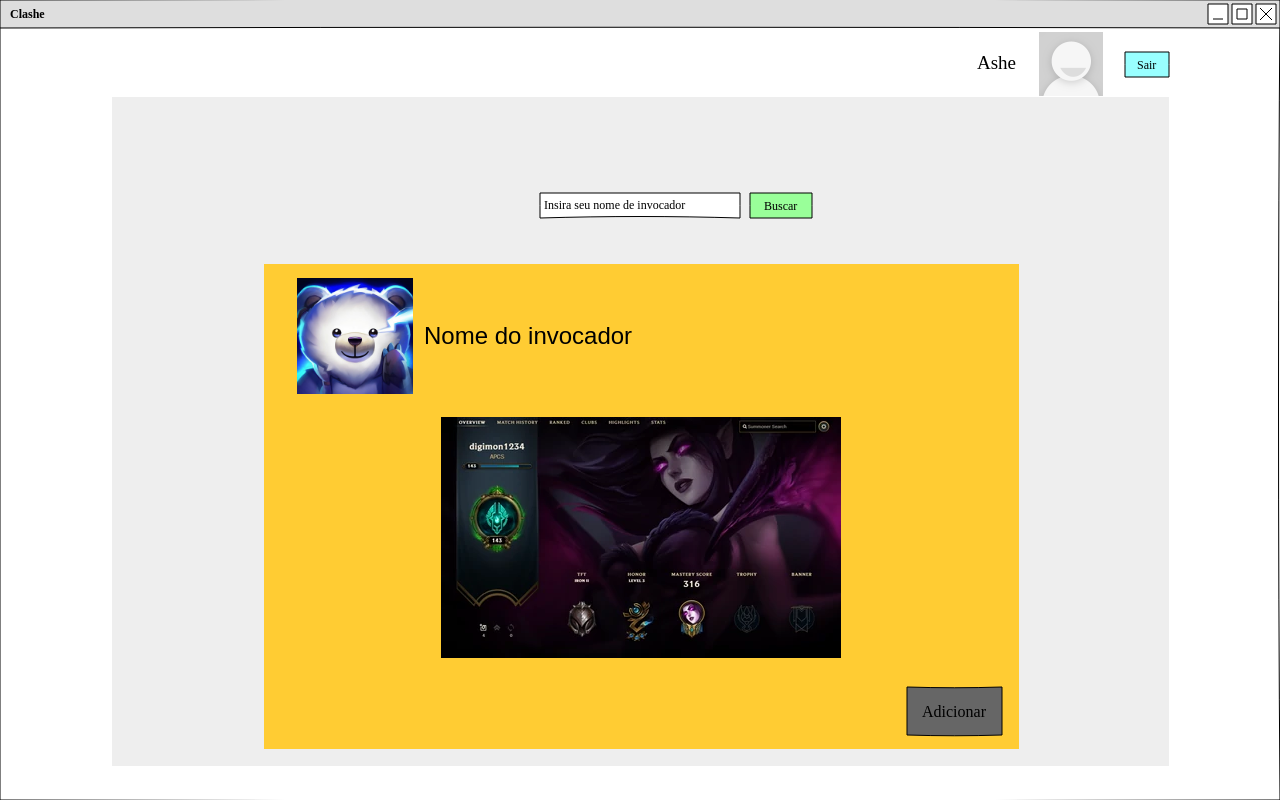 Clashe
Ashe
Sair
Insira seu nome de invocador
Buscar
Nome do invocador
OVERVIEW MATCH HISTORY RANKED CLUBS HIGHLIGHTS STATS
Summoner Search
digimon1234
APCS
143
143
TFT HONOR MASTERY SCORE TROPHY BANNER
IRON II LEVEL 2 316
Adicionar